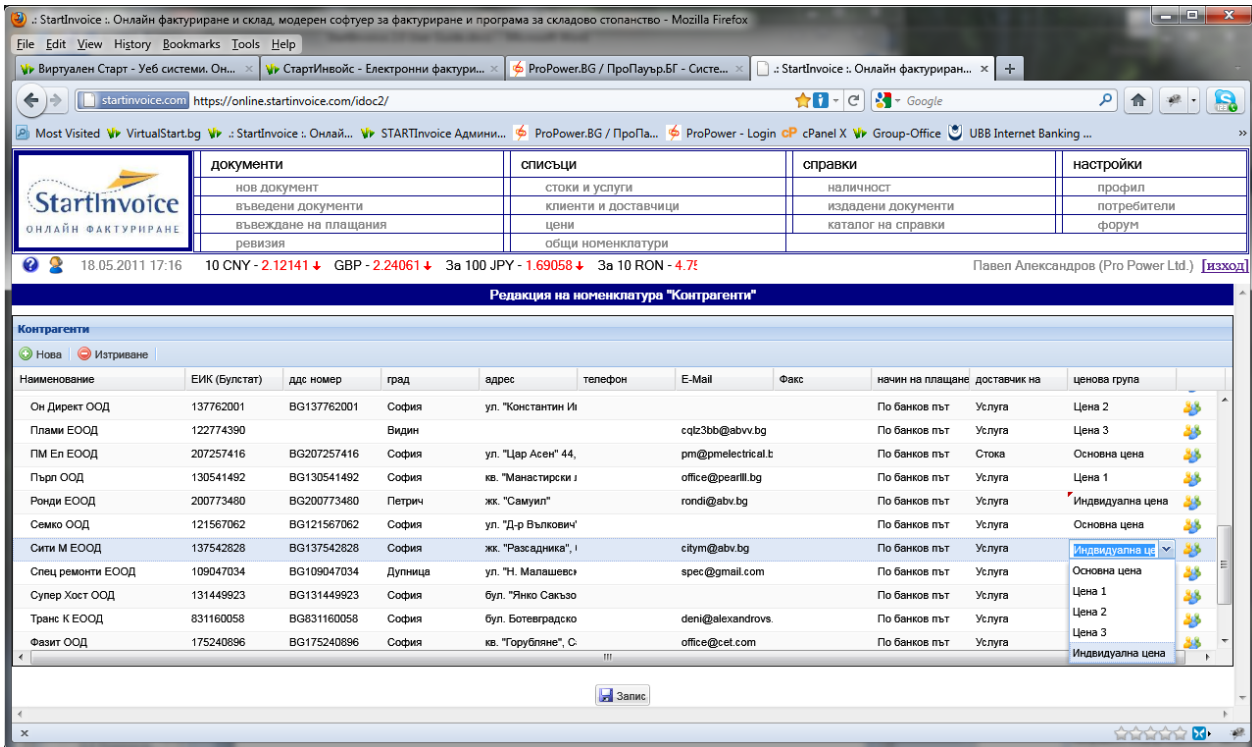 .: StartInvoice :. Онлайн фактуриране и склад, модерен софтуер за фактуриране и програма за складово стопанство - Mozilla Firefox
File Edit View History Bookmarks Tools Help
Виртуален Старт - Уеб системи. Он... СтартИнвойс - Електронни фактури... ProPower.BG / ПроПауър.БГ - Систе... .: StartInvoice :. Онлайн фактуриран...
startinvoice.com https://online.startinvoice.com/idoc2/ Google
Most Visited VirtualStart.bg .: StartInvoice :. Онлай... STARTInvoice Админи... ProPower.BG / ПроПа... ProPower - Login cPanel X Group-Office UBB Internet Banking ...
StartInvoice
ОНЛАЙН ФАКТУРИРАНЕ
документи списъци справки настройки
нов документ стоки и услуги наличност профил
въведени документи клиенти и доставчици издадени документи потребители
въвеждане на плащания цени каталог на справки форум
ревизия общи номенклатури
18.05.2011 17:16 10 CNY - 2.12141 GBP - 2.24061 За 100 JPY - 1.69058 За 10 RON - 4.75 Павел Александров (Pro Power Ltd.) [изход]
Редакция на номенклатура "Контрагенти"
Контрагенти
Нова Изтриване
Наименование ЕИК (Булстат) ддс номер град адрес телефон E-Mail Факс начин на плащане доставчик на ценова група
Он Директ ООД 137762001 BG137762001 София ул. "Константин По банков път Услуга Цена 2
Плами ЕООД 122774390 Видин cqlz3bb@abvv.bg По банков път Услуга Цена 3
ПМ Ел ЕООД 207257416 BG207257416 София ул. "Цар Асен" 44, pm@pmelectrical.b По банков път Стока Основна цена
Пърл ООД 130541492 BG130541492 София кв. "Манастирски office@pearlll.bg По банков път Услуга Цена 1
Ронди ЕООД 200773480 BG200773480 Петрич жк. "Самуил" rondi@abv.bg По банков път Услуга Индвидуална цена
Семко ООД 121567062 BG121567062 София ул. "Д-р Вълкович" По банков път Услуга Основна цена
Сити М ЕООД 137542828 BG137542828 София жк. "Разсадника", citym@abv.bg По банков път Услуга Индвидуална це
Спец ремонти ЕООД 109047034 BG109047034 Дупница ул. "Н. Малашевск spec@gmail.com По банков път Услуга
Основна цена
Супер Хост ООД 131449923 BG131449923 София бул. "Янко Сакъзо По банков път Услуга
Цена 1
Транс К ЕООД 831160058 BG831160058 София бул. Ботевградско deni@alexandrovs. По банков път Услуга
Цена 2
Фазит ООД 175240896 BG175240896 София кв. "Горубляне", С office@cet.com По банков път Услуга
Цена 3
Индвидуална цена
Запис